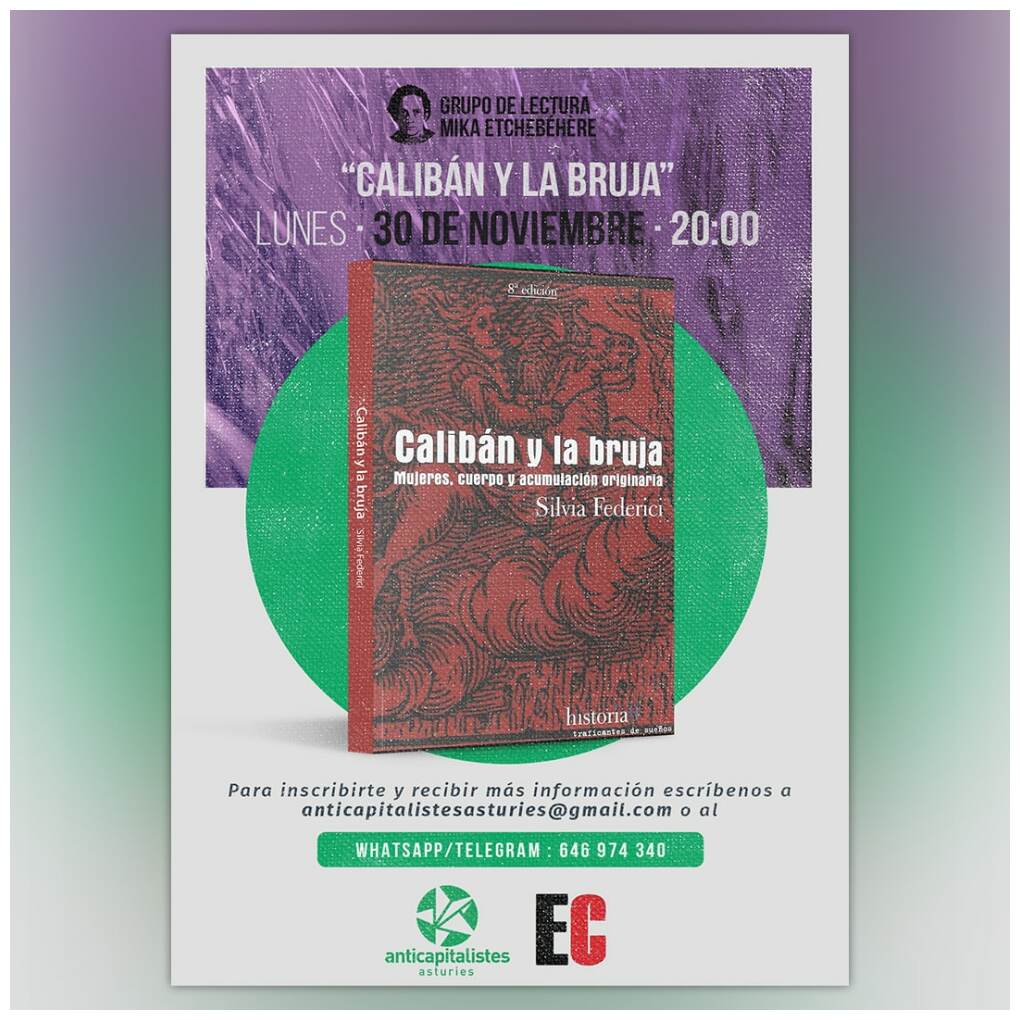 GRUPO DE LECTURA
MIKA ETCHEBÉHÈRE
“CALIBÁN Y LA BRUJA”
LUNES · 30 DE NOVIEMBRE · 20:00
8ª edición
Calibán y la bruja
Mujeres, cuerpo y acumulación originaria
Silvia Federici
Calibán y la bruja Silvia Federici
historia
traficantes de sueños
Para inscribirte y recibir más información escríbenos a
anticapitalistesasturies@gmail.com o al
WHATSAPP/TELEGRAM : 646 974 340
anticapitalistes
asturies
EC